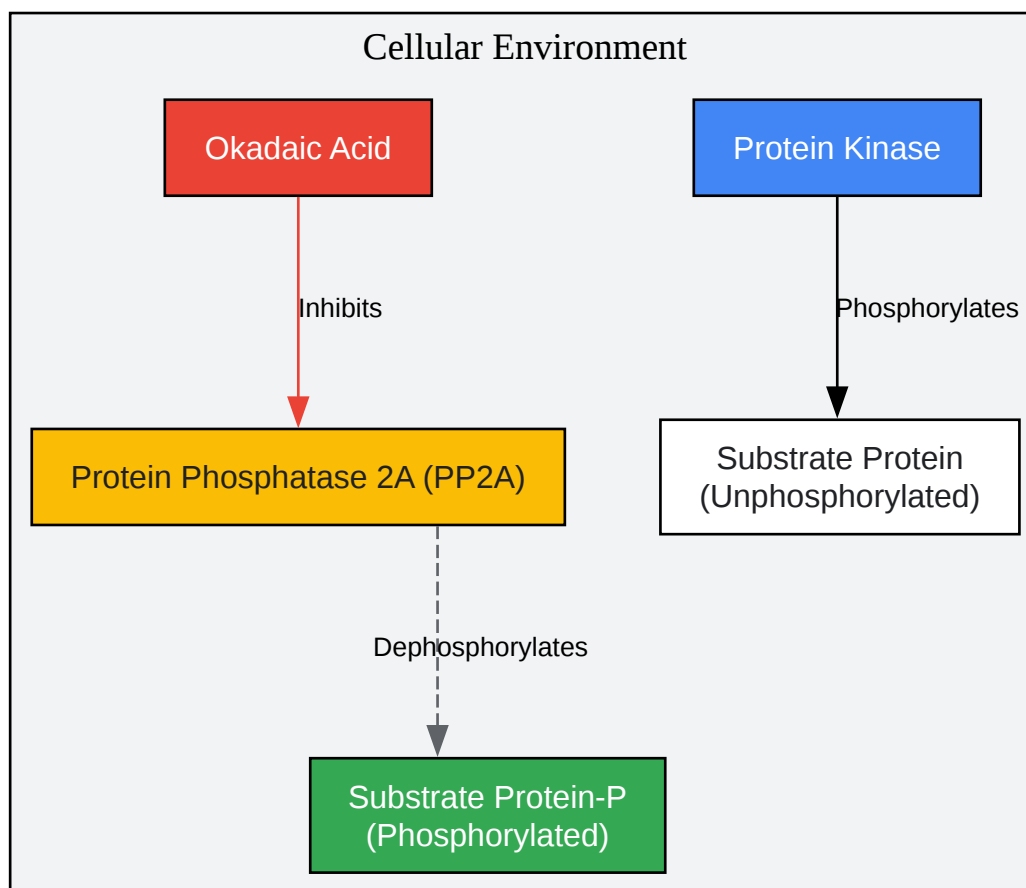 Cellular Environment
Okadaic Acid
Protein Kinase
Inhibits
Phosphorylates
Protein Phosphatase 2A (PP2A)
Substrate Protein
(Unphosphorylated)
Dephosphorylates
Substrate Protein-P
(Phosphorylated)